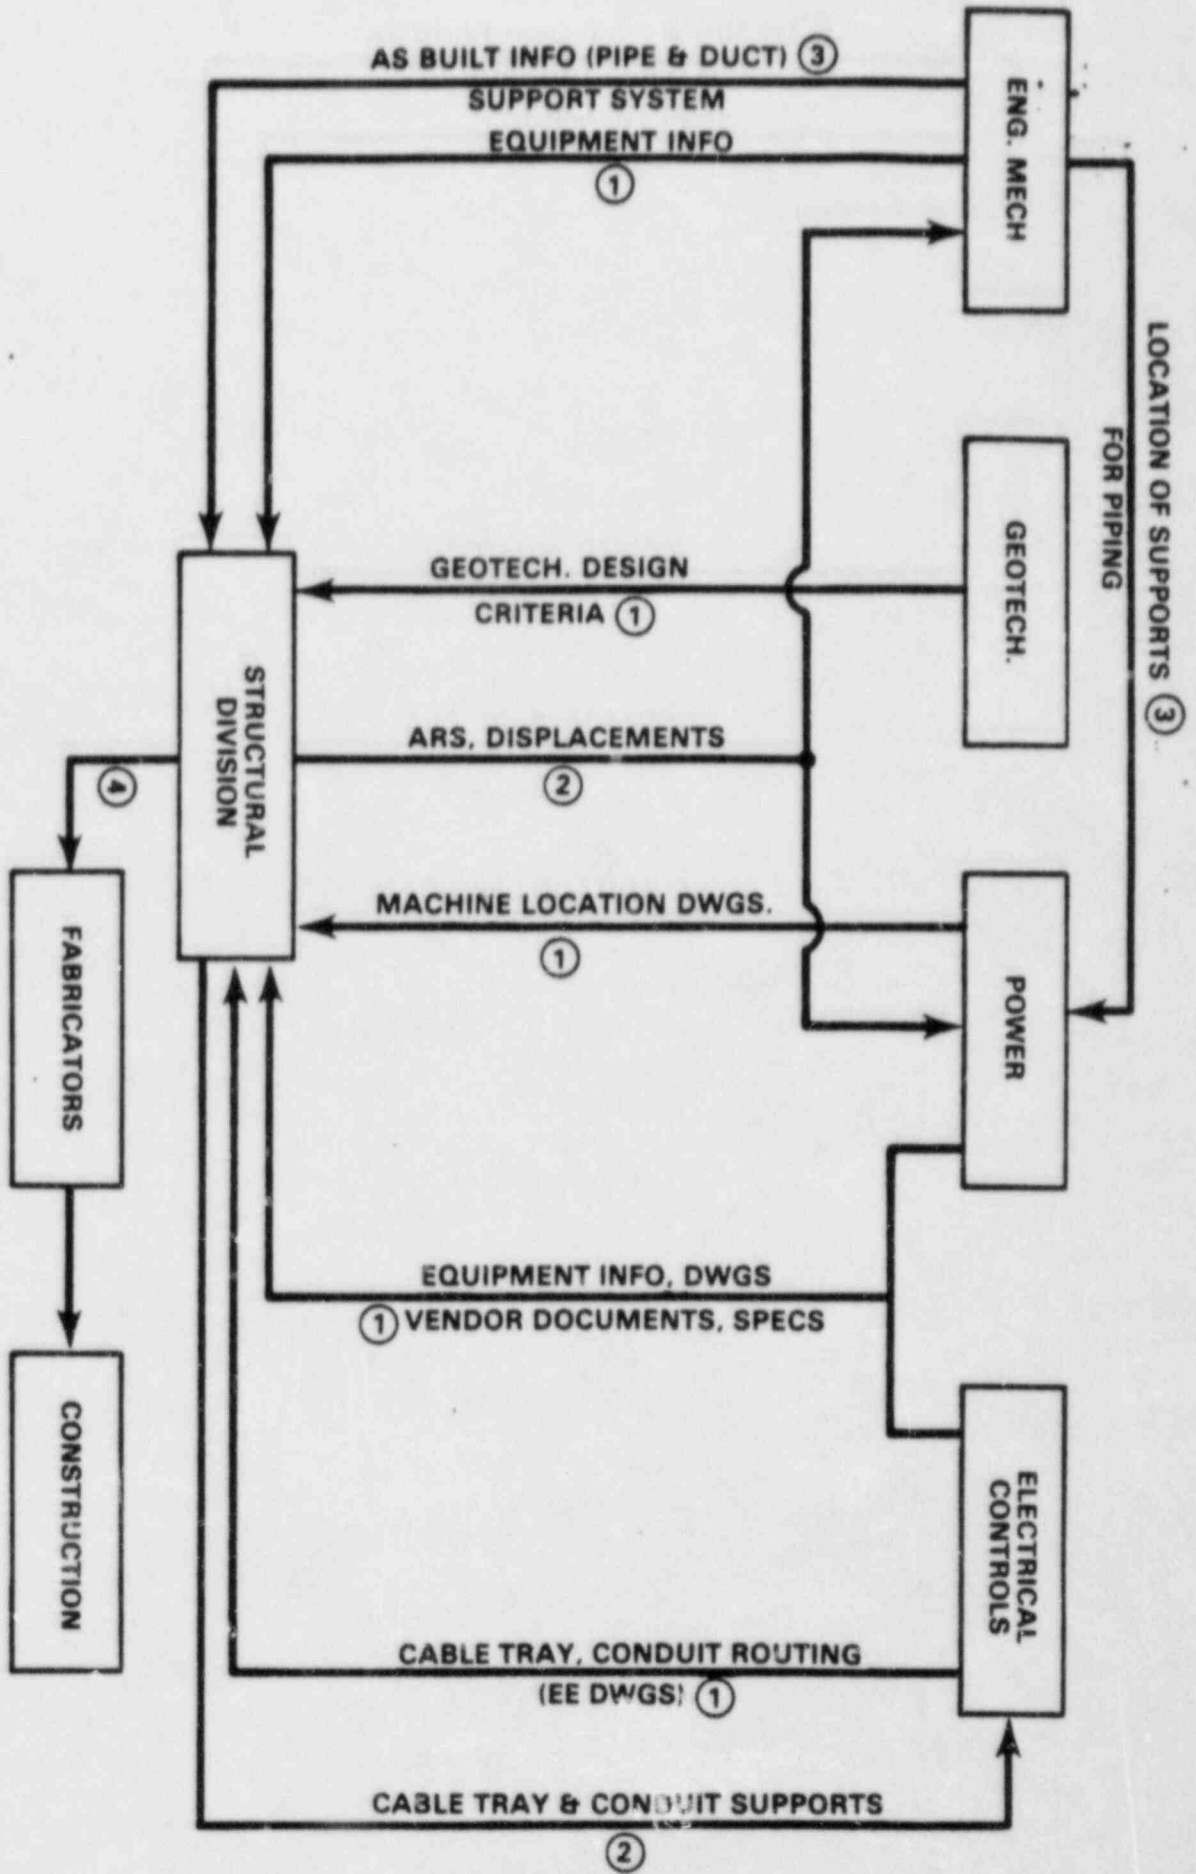 AS BUILT INFO (PIPE & DUCT) ③
SUPPORT SYSTEM
EQUIPMENT INFO
①
ENG. MECH
LOCATION OF SUPPORTS ③
FOR PIPING
GEOTECH. DESIGN
CRITERIA ①
GEOTECH.
STRUCTURAL
DIVISION
ARS, DISPLACEMENTS
②
④
MACHINE LOCATION DWGS.
①
POWER
FABRICATORS
EQUIPMENT INFO, DWGS
① VENDOR DOCUMENTS, SPECS
ELECTRICAL
CONTROLS
CONSTRUCTION
CABLE TRAY, CONDUIT ROUTING
(EE DWGS) ①
CABLE TRAY & CONDUIT SUPPORTS
②